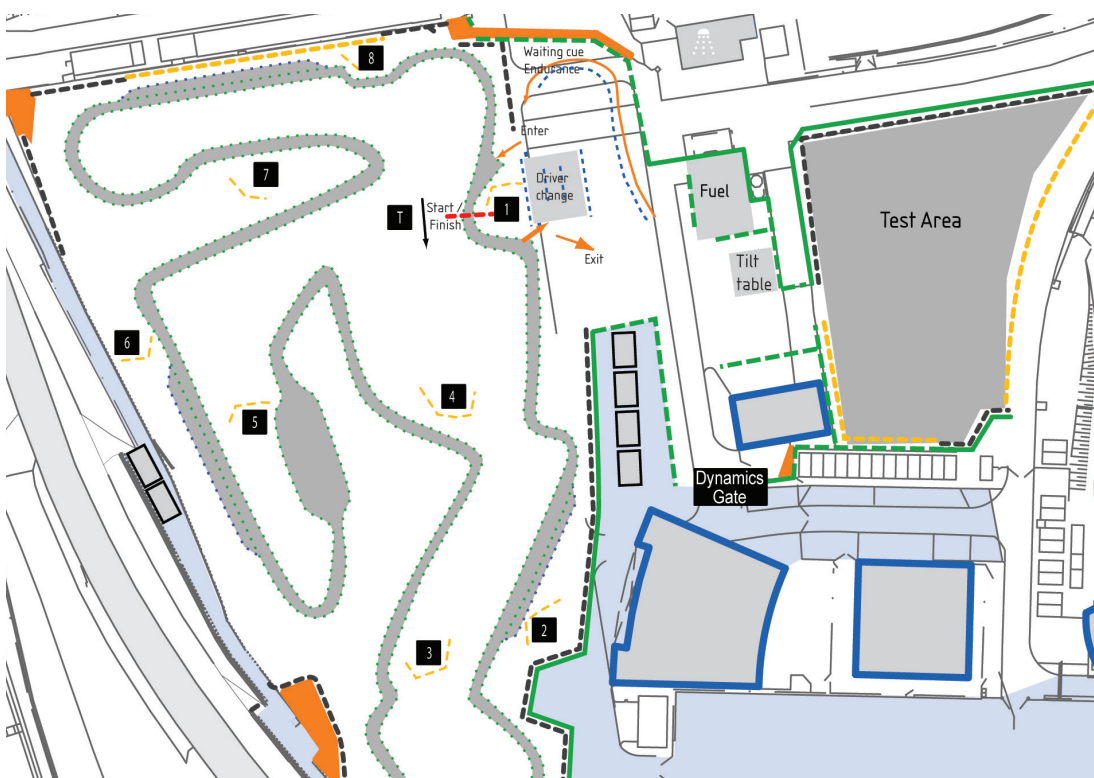 8
Waiting cue
Endurance
Enter
7
Driver
change
Fuel
T
Start /
Finish
1
Test Area
Exit
Tilt
table
6
4
5
Dynamics
Gate
2
3